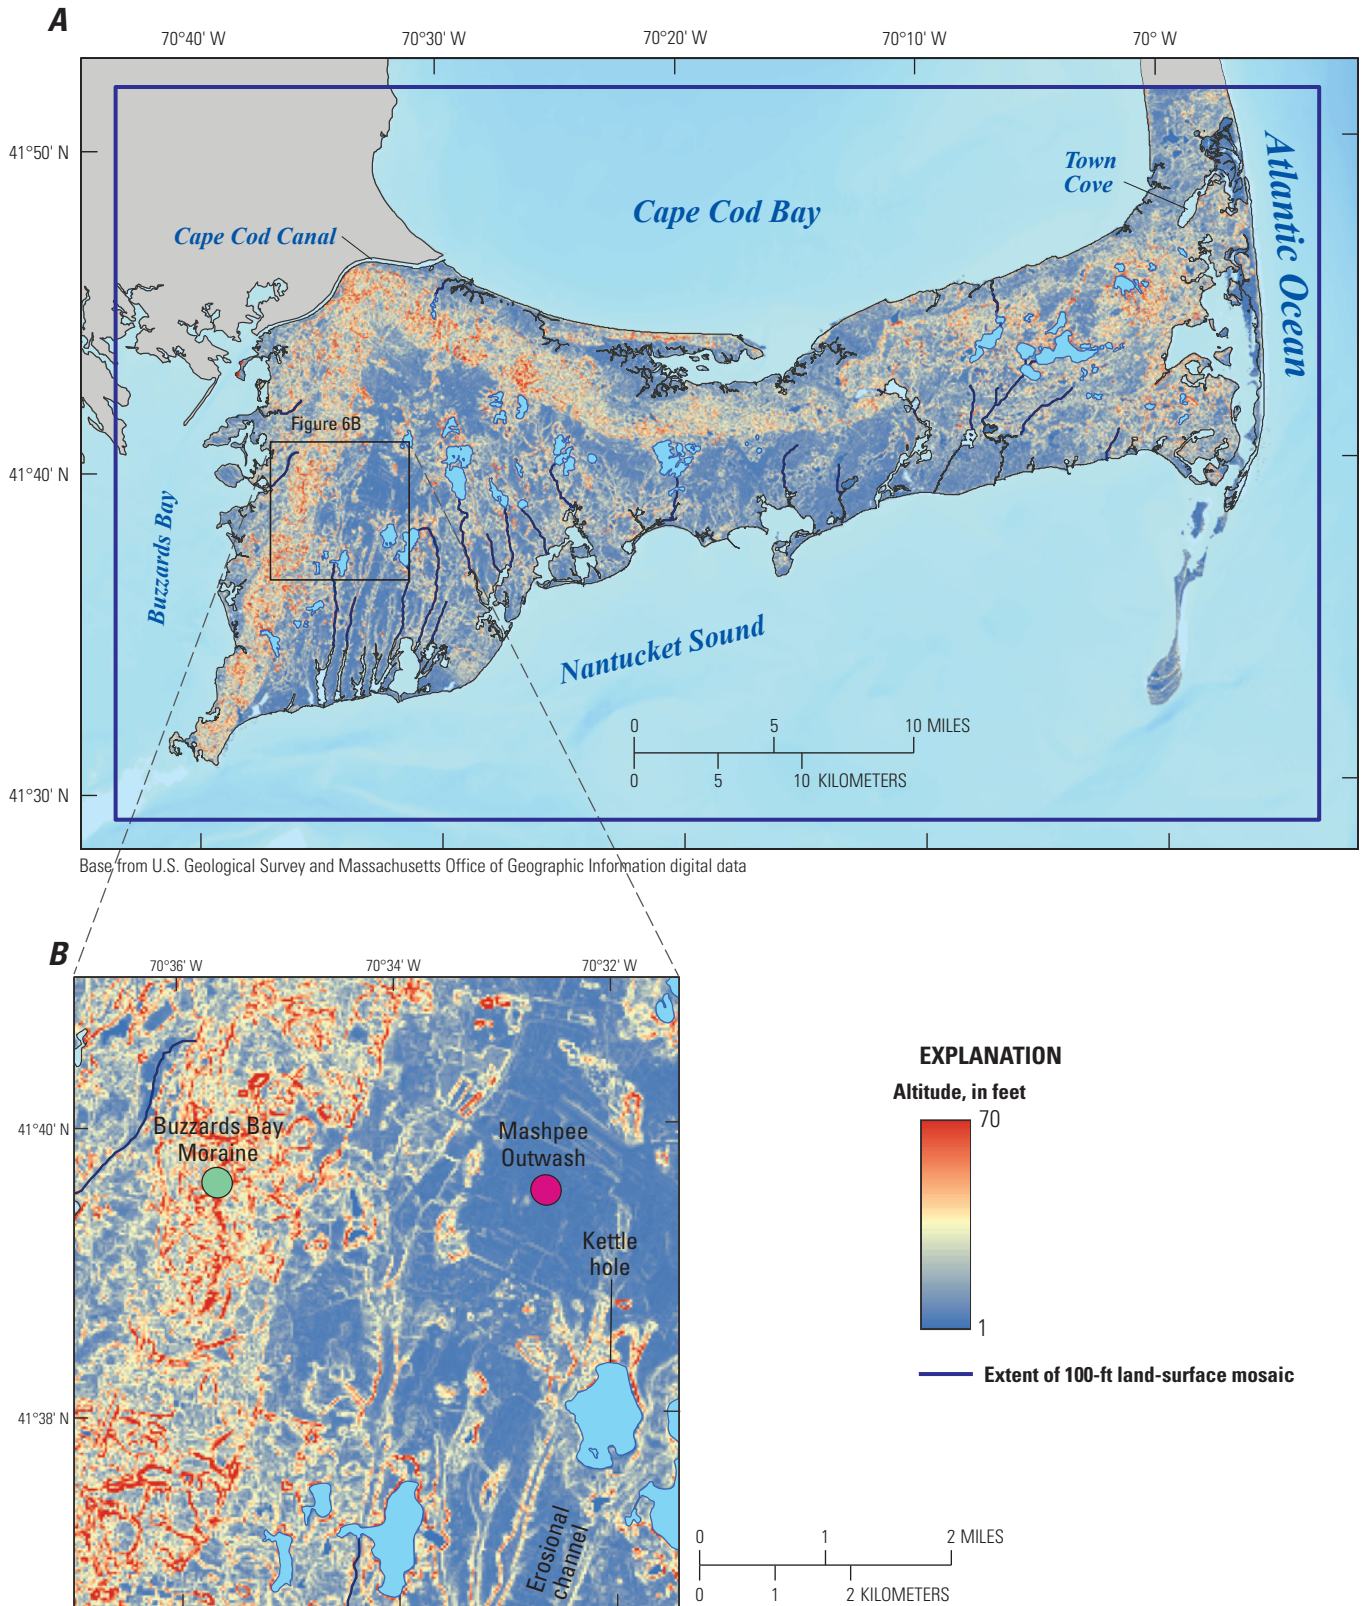 A
70°40' W
70°30' W
70°20' W
70°10' W
70° W
41°50' N
41°40' N
41°30' N
Cape Cod Canal
Cape Cod Bay
Town
Cove
Atlantic Ocean
Figure 6B
Buzzards Bay
Nantucket Sound
0 5 10 MILES
0 5 10 KILOMETERS
Base from U.S. Geological Survey and Massachusetts Office of Geographic Information digital data
B
70°36' W
70°34' W
70°32' W
41°40' N
41°38' N
Buzzards Bay
Moraine
Mashpee
Outwash
Kettle
hole
Erosional
channel
EXPLANATION
Altitude, in feet
70
1
Extent of 100-ft land-surface mosaic
0 1 2 MILES
0 1 2 KILOMETERS